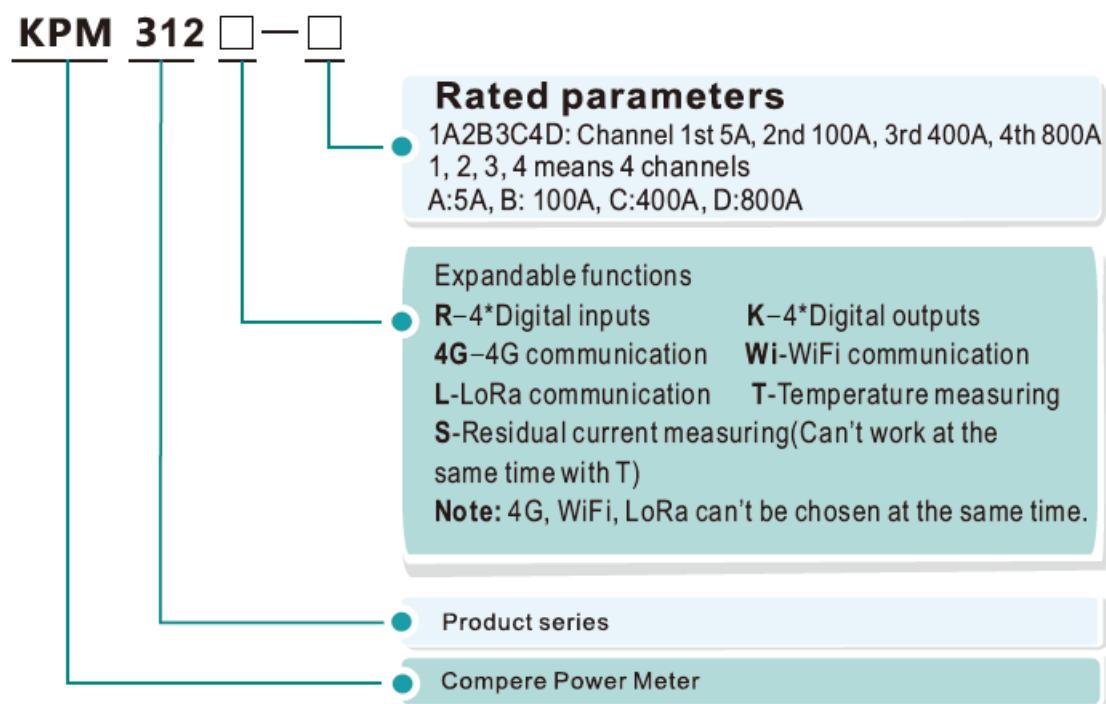 KPM 312 □—□
Rated parameters
1A2B3C4D: Channel 1st 5A, 2nd 100A, 3rd 400A, 4th 800A
1, 2, 3, 4 means 4 channels
A:5A, B: 100A, C:400A, D:800A
Expandable functions
R–4*Digital inputs K–4*Digital outputs
4G–4G communication Wi-WiFi communication
L-LoRa communication T-Temperature measuring
S-Residual current measuring(Can't work at the
same time with T)
Note: 4G, WiFi, LoRa can't be chosen at the same time.
Product series
Compere Power Meter